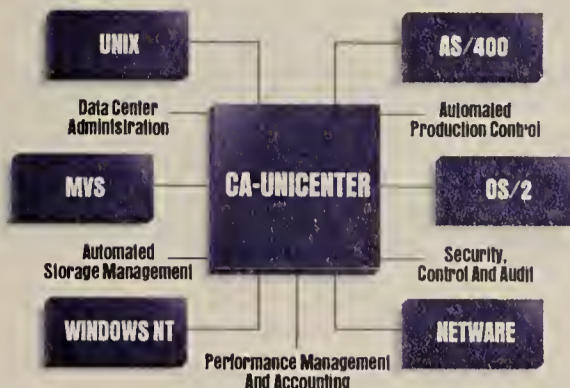 UNIX
AS/400
Data Center
Administration
Automated
Production Control
MVS
CA-UNICENTER
OS/2
Automated
Storage Management
Security,
Control And Audit
WINDOWS NT
NETWARE
Performance Management
And Accounting